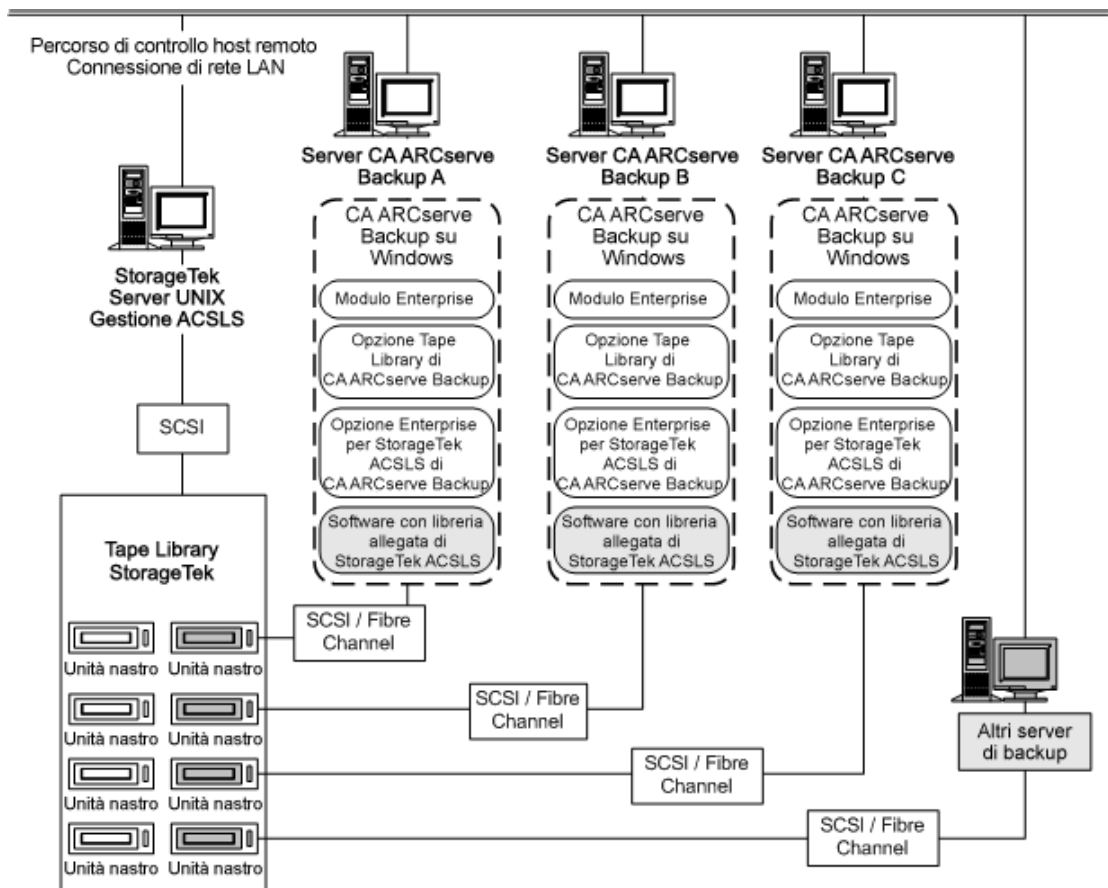 Percorso di controllo host remoto
Connessione di rete LAN
StorageTek
Server UNIX
Gestione ACSLS
SCSI
Server CA ARCserve
Backup A
CA ARCserve
Backup su
Windows
Modulo Enterprise
Opzione Tape
Library di
CA ARCserve Backup
Opzione Enterprise
per StorageTek
ACSLS di
CA ARCserve Backup
Software con libreria
allegata di
StorageTek ACSLS
Server CA ARCserve
Backup B
CA ARCserve
Backup su
Windows
Modulo Enterprise
Opzione Tape
Library di
CA ARCserve Backup
Opzione Enterprise
per StorageTek
ACSLS di
CA ARCserve Backup
Software con libreria
allegata di
StorageTek ACSLS
Server CA ARCserve
Backup C
CA ARCserve
Backup su
Windows
Modulo Enterprise
Opzione Tape
Library di
CA ARCserve Backup
Opzione Enterprise
per StorageTek
ACSLS di
CA ARCserve Backup
Software con libreria
allegata di
StorageTek ACSLS
Tape Library
StorageTek
Unità nastro
Unità nastro
Unità nastro
Unità nastro
Unità nastro
Unità nastro
Unità nastro
Unità nastro
SCSI / Fibre
Channel
SCSI / Fibre
Channel
SCSI / Fibre
Channel
SCSI / Fibre
Channel
Altri server
di backup